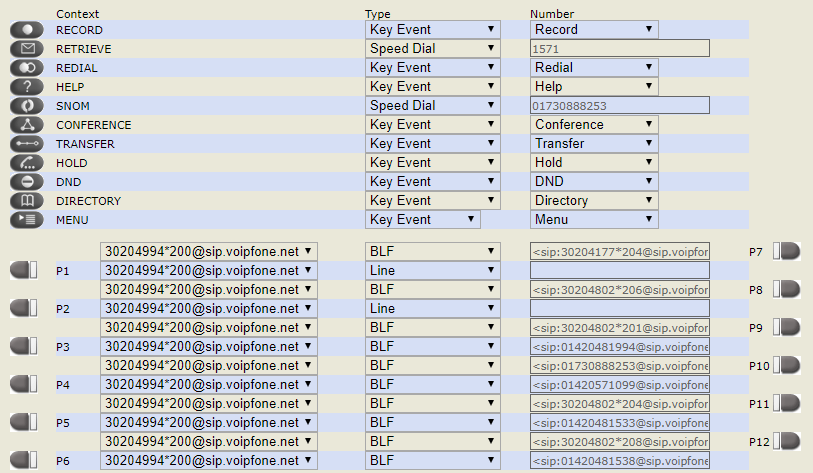 Context Type Number
RECORD Key Event Record
RETRIEVE Speed Dial 1571
REDIAL Key Event Redial
HELP Key Event Help
SNOM Speed Dial 01730888253
CONFERENCE Key Event Conference
TRANSFER Key Event Transfer
HOLD Key Event Hold
DND Key Event DND
DIRECTORY Key Event Directory
MENU Key Event Menu
30204994*200@sip.voipfone.net BLF <sip:30204177*204@sip.voipfor P7
P1 30204994*200@sip.voipfone.net Line
30204994*200@sip.voipfone.net BLF <sip:30204802*206@sip.voipfor P8
P2 30204994*200@sip.voipfone.net Line
30204994*200@sip.voipfone.net BLF <sip:30204802*201@sip.voipfor P9
P3 30204994*200@sip.voipfone.net BLF <sip:01420481994@sip.voipfone
30204994*200@sip.voipfone.net BLF <sip:01730888253@sip.voipfone P10
P4 30204994*200@sip.voipfone.net BLF <sip:01420571099@sip.voipfone
30204994*200@sip.voipfone.net BLF <sip:30204802*204@sip.voipfor P11
P5 30204994*200@sip.voipfone.net BLF <sip:01420481533@sip.voipfone
30204994*200@sip.voipfone.net BLF <sip:30204802*208@sip.voipfor P12
P6 30204994*200@sip.voipfone.net BLF <sip:01420481538@sip.voipfone